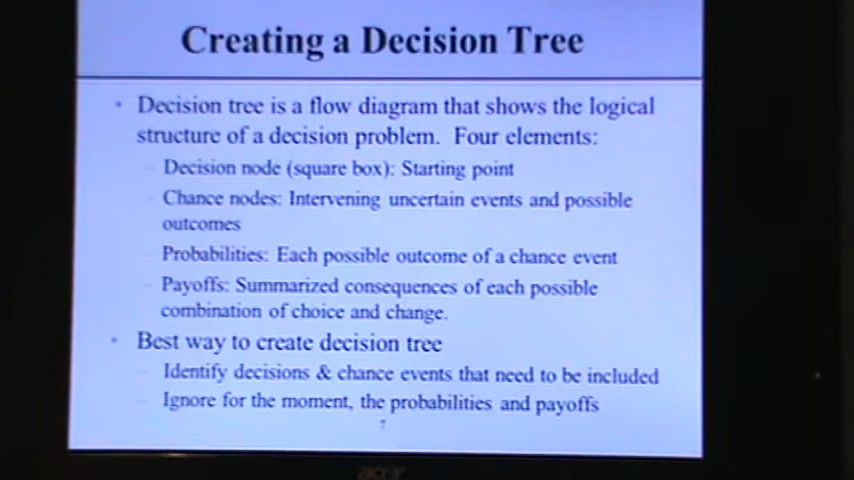 Creating a Decision Tree
• Decision tree is a flow diagram that shows the logical
structure of a decision problem. Four elements:
– Decision node (square box): Starting point
– Chance nodes: Intervening uncertain events and possible
outcomes
– Probabilities: Each possible outcome of a chance event
– Payoffs: Summarized consequences of each possible
combination of choice and change.
• Best way to create decision tree
– Identify decisions & chance events that need to be included
– Ignore for the moment, the probabilities and payoffs
7
acer